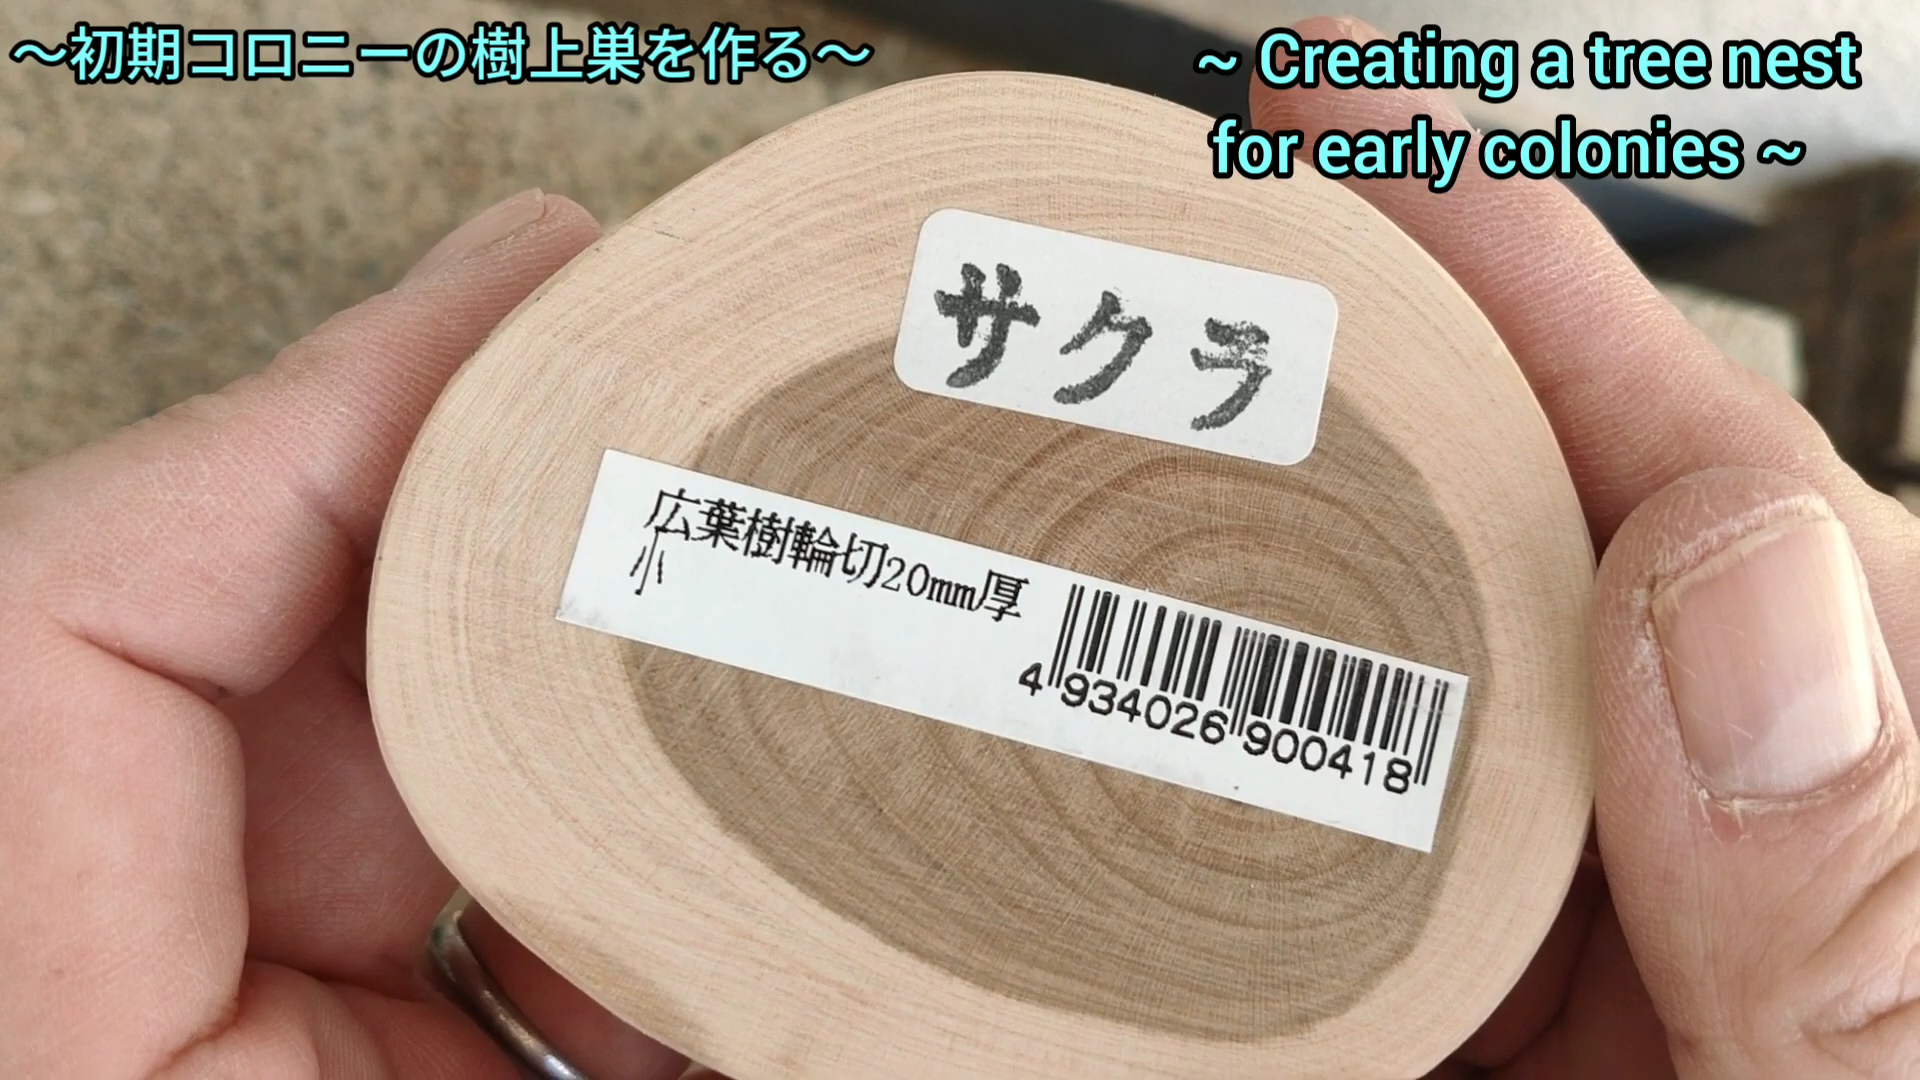 ～初期コロニーの樹上巣を作る～
~ Creating a tree nest
for early colonies ~
サクラ
広葉樹輪切20mm厚
小
4 934026 900418